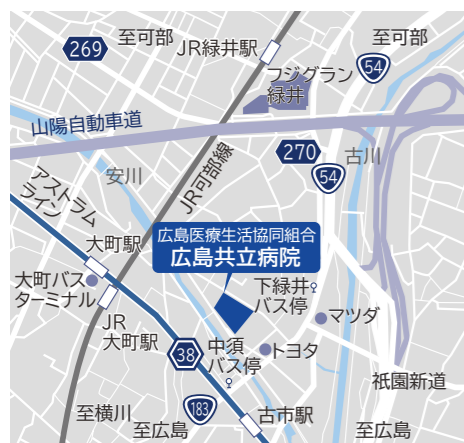 至可部
至可部
269
JR緑井駅
54
フジグラン
緑井
山陽自動車道
270
古川
54
安川
JR可部線
アストラム
ライン
広島医療生活協同組合
広島共立病院
大町駅
下緑井
バス停
大町バス
ターミナル
マツダ
JR
大町駅
中須
バス停
トヨタ
38
祇園新道
至横川
183
至広島
古市駅
至広島